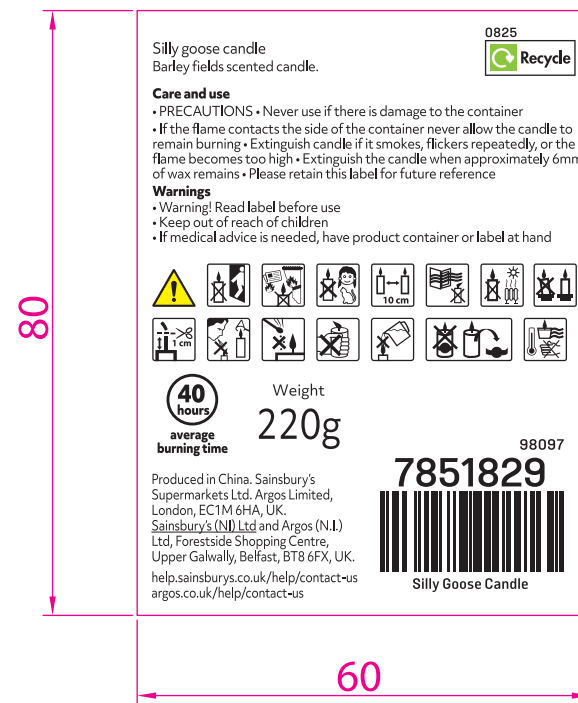 0825
Recycle
Silly goose candle
Barley fields scented candle.
Care and use
• PRECAUTIONS • Never use if there is damage to the container
• If the flame contacts the side of the container never allow the candle to
remain burning • Extinguish candle if it smokes, flickers repeatedly, or the
flame becomes too high • Extinguish the candle when approximately 6mm
of wax remains • Please retain this label for future reference
Warnings
• Warning! Read label before use
• Keep out of reach of children
• If medical advice is needed, have product container or label at hand
10 cm
1 cm
40
hours
average
burning time
Weight
220g
98097
7851829
Silly Goose Candle
Produced in China. Sainsbury's
Supermarkets Ltd. Argos Limited,
London, EC1M 6HA, UK.
Sainsbury's (NI) Ltd and Argos (N.I.)
Ltd, Forestside Shopping Centre,
Upper Galwally, Belfast, BT8 6FX, UK.
help.sainsburys.co.uk/help/contact-us
argos.co.uk/help/contact-us
80
60